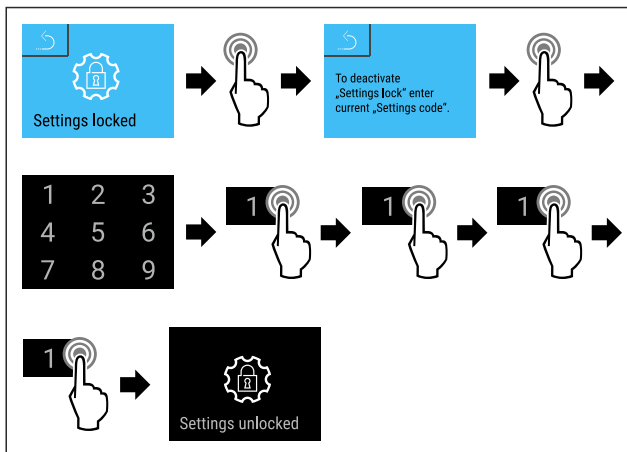 Settings locked
To deactivate
„Settings lock" enter
current „Settings code".
1 2 3
4 5 6
7 8 9
1
1
1
1
Settings unlocked